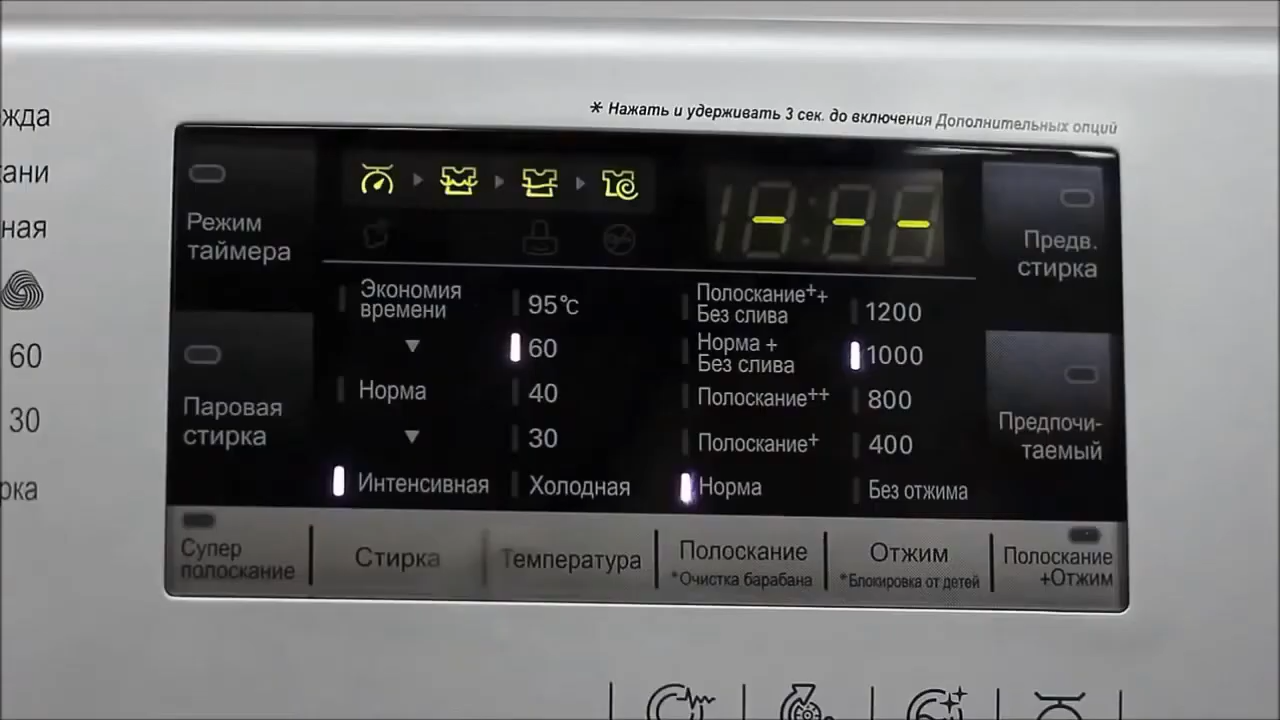 * Нажать и удерживать 3 сек. до включения Дополнительных опций
жда
ани
ная
60
30
рка
Режим
таймера
Паровая
стирка
Экономия
времени
Норма
Интенсивная
95°C
60
40
30
Холодная
Полоскание++
Без слива
Норма +
Без слива
Полоскание++
Полоскание+
Норма
1200
1000
800
400
Без отжима
- - -
Предв.
стирка
Предпочи-
таемый
Супер
полоскание
Стирка
Температура
Полоскание
*Очистка барабана
Отжим
*Блокировка от детей
Полоскание
+Отжим